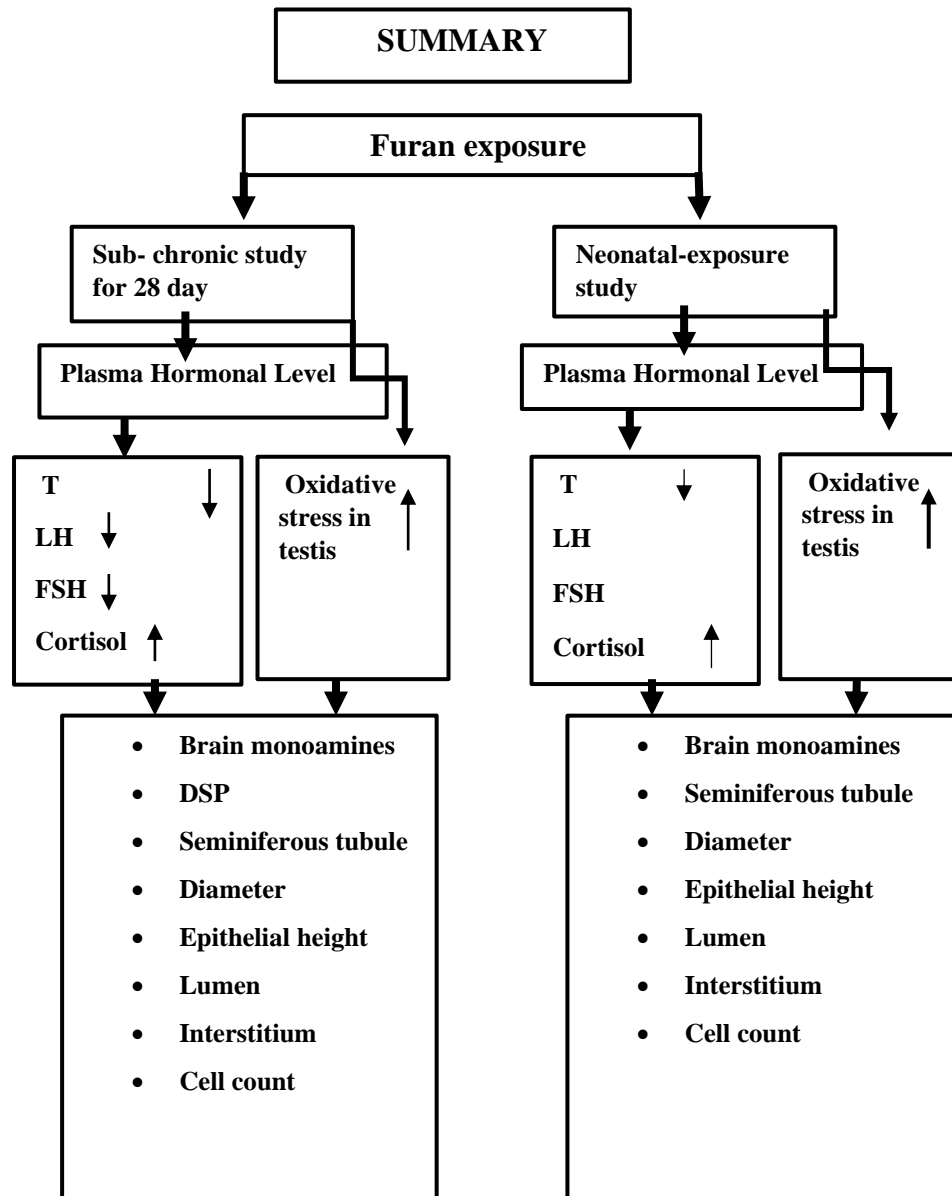 SUMMARY
Furan exposure
Sub- chronic study
for 28 day
Plasma Hormonal Level
T
LH
FSH
Cortisol
Oxidative
stress in
testis
• Brain monoamines
• DSP
• Seminiferous tubule
• Diameter
• Epithelial height
• Lumen
• Interstitium
• Cell count
Neonatal-exposure
study
Plasma Hormonal Level
T
LH
FSH
Cortisol
Oxidative
stress in
testis
• Brain monoamines
• Seminiferous tubule
• Diameter
• Epithelial height
• Lumen
• Interstitium
• Cell count